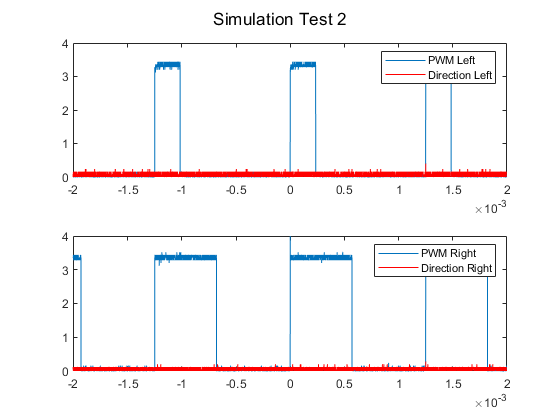 Simulation Test 2
4
3
2
1
0
PWM Left
Direction Left
-2 -1.5 -1 -0.5 0 0.5 1 1.5 2
×10-3
4
3
2
1
0
PWM Right
Direction Right
-2 -1.5 -1 -0.5 0 0.5 1 1.5 2
×10-3